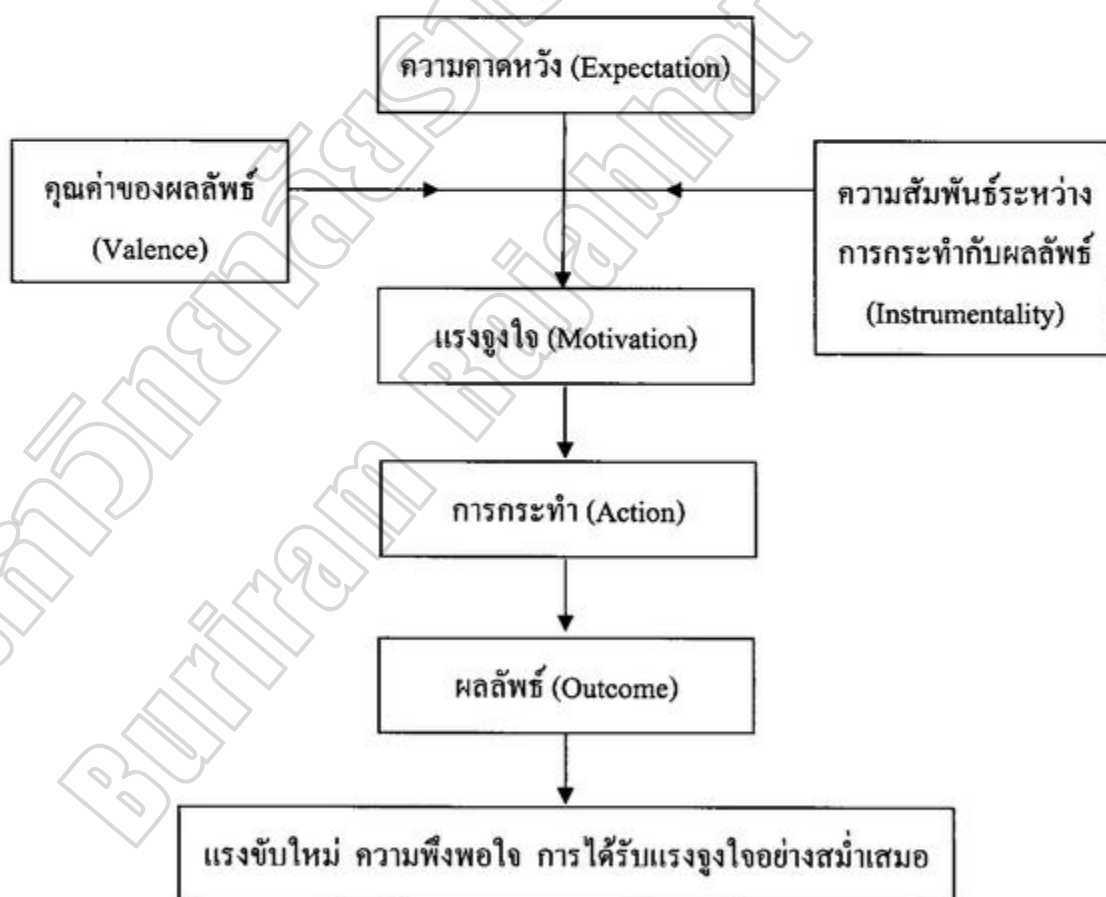 ความคาดหวัง (Expectation)
คุณค่าของผลลัพธ์
(Valence)
ความสัมพันธ์ระหว่าง
การกระทำกับผลลัพธ์
(Instrumentality)
แรงจูงใจ (Motivation)
การกระทำ (Action)
ผลลัพธ์ (Outcome)
แรงขับใหม่ ความพึงพอใจ การได้รับแรงจูงใจอย่างสม่ำเสมอ
Buriram Rajabhat